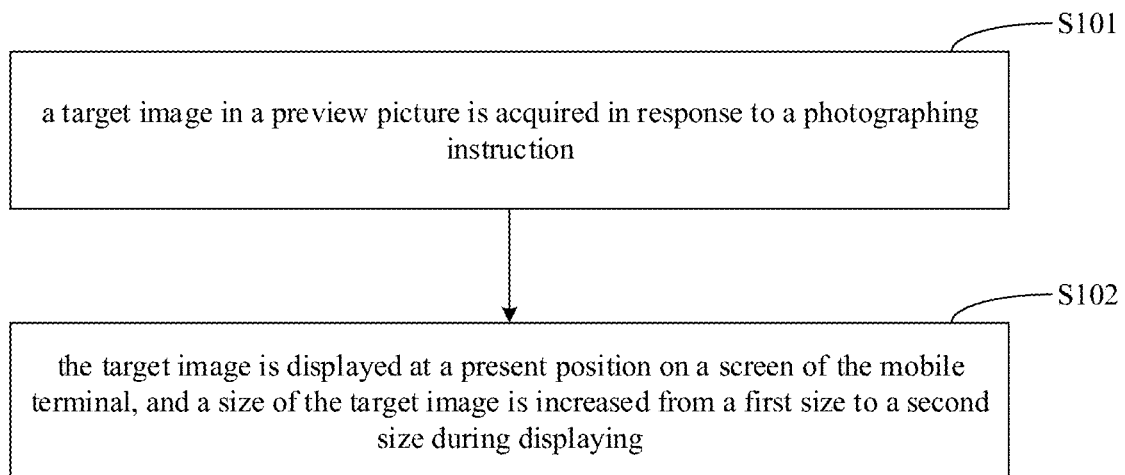 S101
a target image in a preview picture is acquired in response to a photographing
instruction
S102
the target image is displayed at a present position on a screen of the mobile
terminal, and a size of the target image is increased from a first size to a second
size during displaying